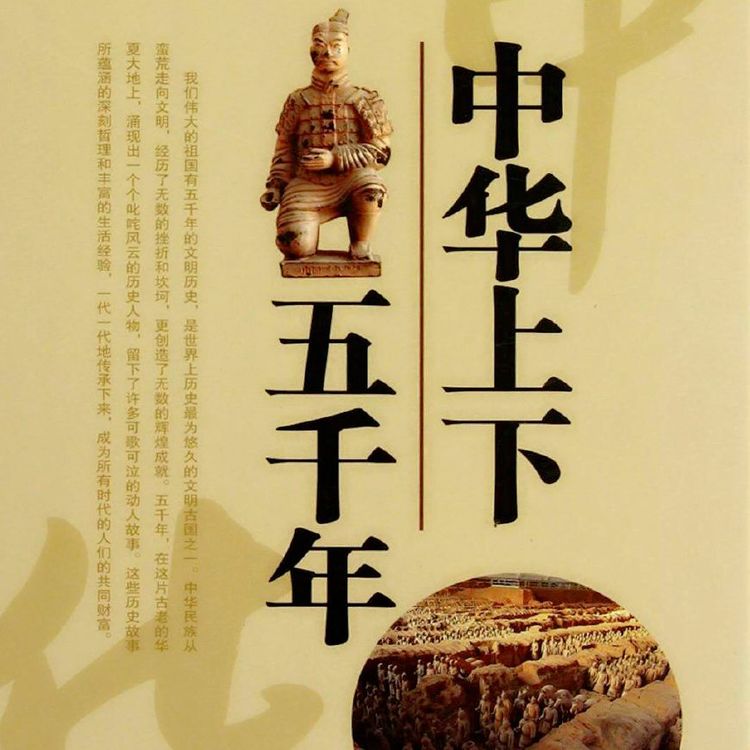 中华上下
五千年
我们伟大的祖国有五千年的文明历史，是世界上历史最为悠久的文明古国之一。中华民族从
蛮荒走向文明，经历了无数的挫折和坎坷，更创造了无数的辉煌成就。五千年，在这片古老的华
夏大地上，涌现出一个个叱咤风云的历史人物，留下了许多可歌可泣的动人故事。这些历史故事
所蕴涵的深刻哲理和丰富的生活经验，一代一代地传承下来，成为所有时代的人们的共同财富。